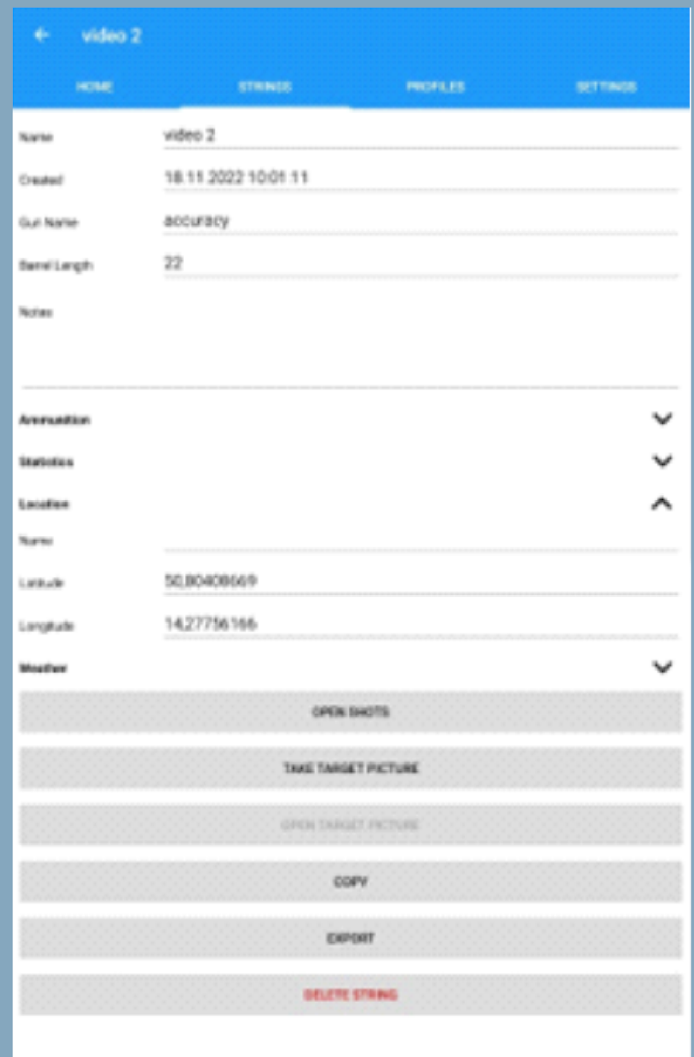 video 2
HOME STRINGS PROFILES SETTINGS
Name video 2
Created 18.11.2022 10:01:11
Gun Name accuracy
Barrel Length 22
Notes
Ammunition
Statistics
Location
Name
Latitude 50,80408669
Longitude 14,27756166
Weather
OPEN SHOTS
TAKE TARGET PICTURE
OPEN TARGET PICTURE
COPY
EXPORT
DELETE STRING